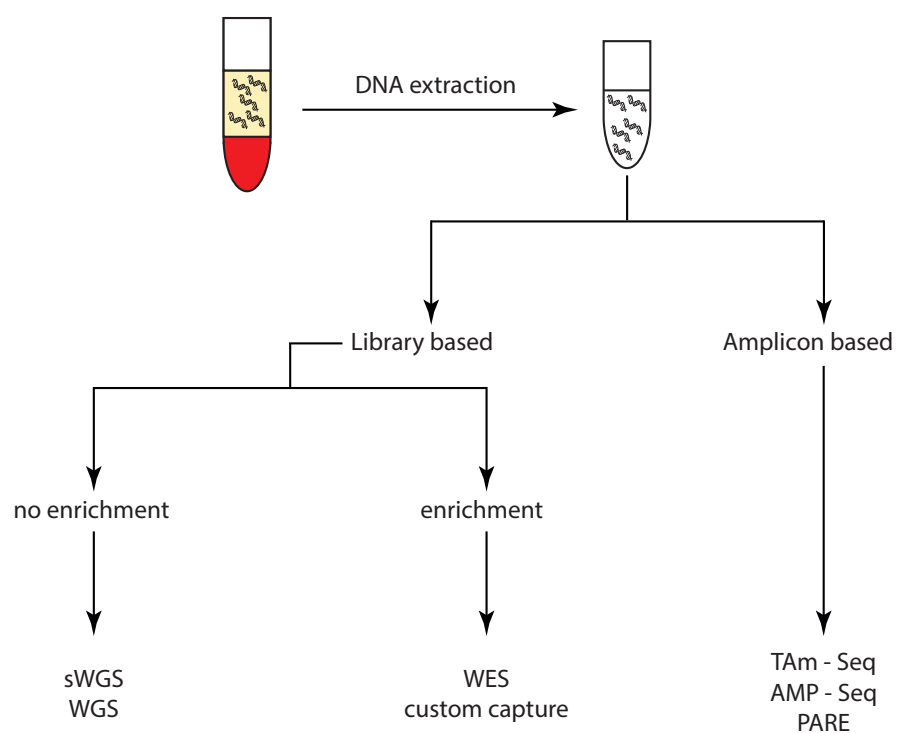 DNA extraction
Library based
Amplicon based
no enrichment
enrichment
sWGS
WGS
WES
custom capture
TAm - Seq
AMP - Seq
PARE